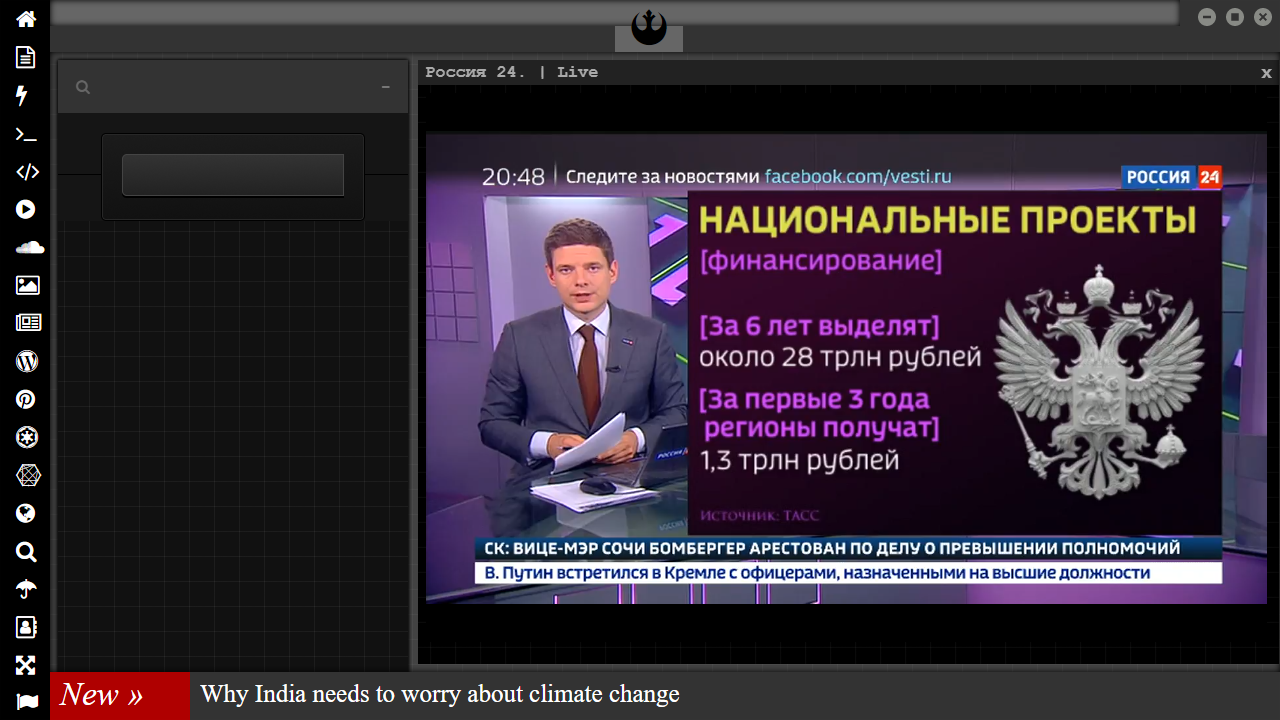 Россия 24. | Live
x
20:48 Следите за новостями facebook.com/vesti.ru
РОССИЯ 24
НАЦИОНАЛЬНЫЕ ПРОЕКТЫ
[финансирование]
[За 6 лет выделят]
около 28 трлн рублей
[За первые 3 года
регионы получат]
1,3 трлн рублей
Источник: ТАСС
СК: ВИЦЕ-МЭР СОЧИ БОМБЕРГЕР АРЕСТОВАН ПО ДЕЛУ О ПРЕВЫШЕНИИ ПОЛНОМОЧИЙ
В. Путин встретился в Кремле с офицерами, назначенными на высшие должности
New » Why India needs to worry about climate change